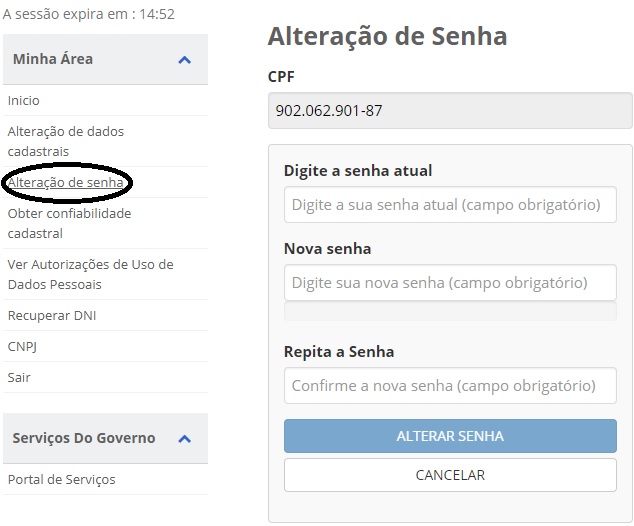 A sessão expira em : 14:52
Minha Área
Inicio
Alteração de dados
cadastrais
Alteração de senha
Obter confiabilidade
cadastral
Ver Autorizações de Uso de
Dados Pessoais
Recuperar DNI
CNPJ
Sair
Serviços Do Governo
Portal de Serviços
Alteração de Senha
CPF
902.062.901-87
Digite a senha atual
Digite a sua senha atual (campo obrigatório)
Nova senha
Digite sua nova senha (campo obrigatório)
Repita a Senha
Confirme a nova senha (campo obrigatório)
ALTERAR SENHA
CANCELAR